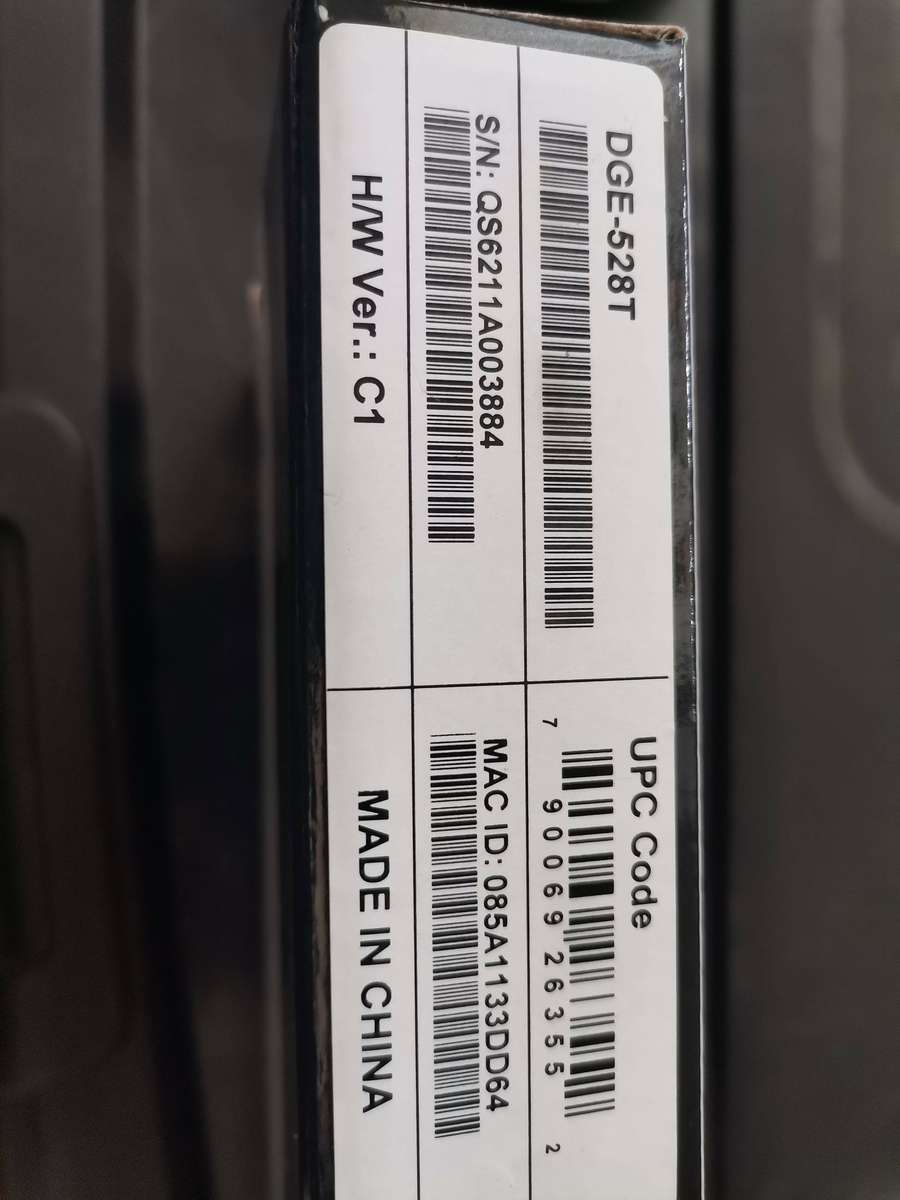 DGE-528T
S/N: QS6211A003884
H/W Ver.: C1
UPC Code
7 90069 26355 2
MAC ID: 085A1133DD64
MADE IN CHINA